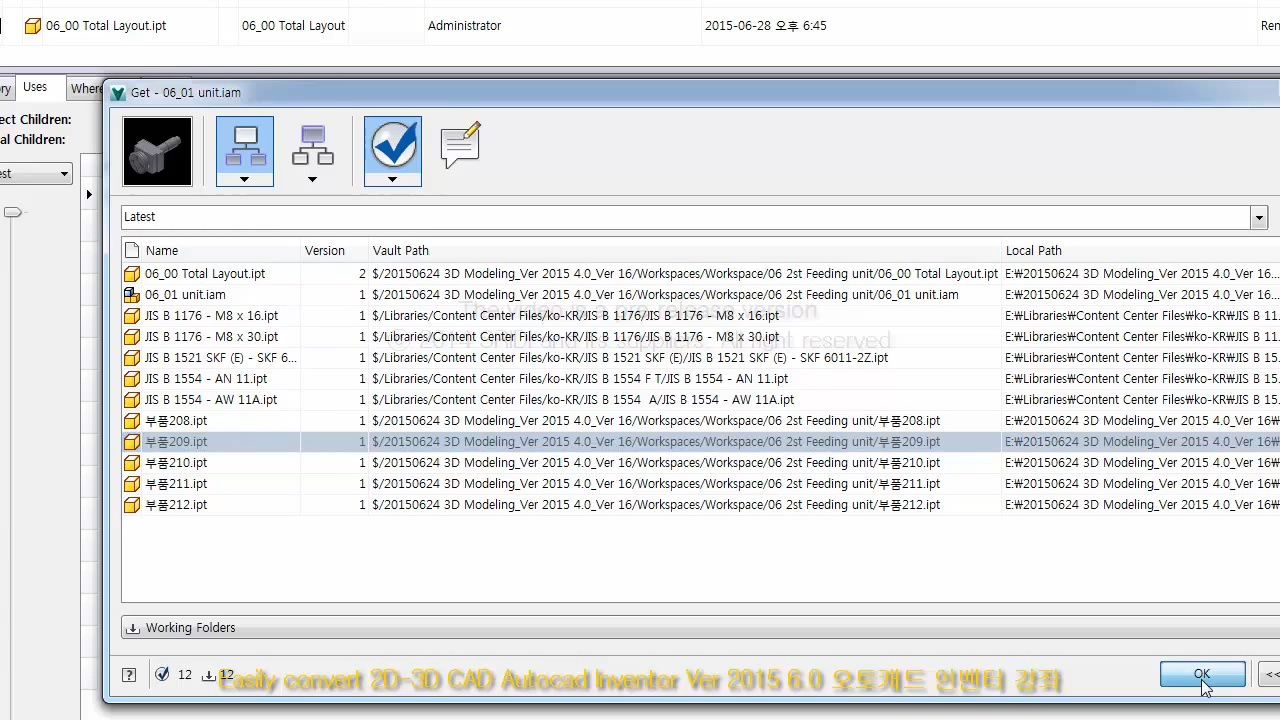 06_00 Total Layout.ipt 06_00 Total Layout Administrator 2015-06-28 오후 6:45 Ren
ry Uses Where
Get - 06_01 unit.iam
ect Children:
al Children:
est
Latest
Name Version Vault Path Local Path
06_00 Total Layout.ipt 2 $/20150624 3D Modeling_Ver 2015 4.0_Ver 16/Workspaces/Workspace/06 2st Feeding unit/06_00 Total Layout.ipt E:₩20150624 3D Modeling_Ver 2015 4.0_Ver 16...
06_01 unit.iam 1 $/20150624 3D Modeling_Ver 2015 4.0_Ver 16/Workspaces/Workspace/06 2st Feeding unit/06_01 unit.iam E:₩20150624 3D Modeling_Ver 2015 4.0_Ver 16...
The video in a pre release version
JIS B 1176 - M8 x 16.ipt 1 $/Libraries/Content Center Files/ko-KR/JIS B 1176/JIS B 1176 - M8 x 16.ipt E:₩Libraries₩Content Center Files₩ko-KR₩JIS B 11...
JIS B 1176 - M8 x 30.ipt 1 $/Libraries/Content Center Files/ko-KR/JIS B 1176/JIS B 1176 - M8 x 30.ipt E:₩Libraries₩Content Center Files₩ko-KR₩JIS B 11...
© 2014 and its suppliers. All right reserved
JIS B 1521 SKF (E) - SKF 6... 1 $/Libraries/Content Center Files/ko-KR/JIS B 1521 SKF (E)/JIS B 1521 SKF (E) - SKF 6011-2Z.ipt E:₩Libraries₩Content Center Files₩ko-KR₩JIS B 15...
JIS B 1554 - AN 11.ipt 1 $/Libraries/Content Center Files/ko-KR/JIS B 1554 F T/JIS B 1554 - AN 11.ipt E:₩Libraries₩Content Center Files₩ko-KR₩JIS B 15...
JIS B 1554 - AW 11A.ipt 1 $/Libraries/Content Center Files/ko-KR/JIS B 1554 A/JIS B 1554 - AW 11A.ipt E:₩Libraries₩Content Center Files₩ko-KR₩JIS B 15...
부품208.ipt 1 $/20150624 3D Modeling_Ver 2015 4.0_Ver 16/Workspaces/Workspace/06 2st Feeding unit/부품208.ipt E:₩20150624 3D Modeling_Ver 2015 4.0_Ver 16₩
부품209.ipt 1 $/20150624 3D Modeling_Ver 2015 4.0_Ver 16/Workspaces/Workspace/06 2st Feeding unit/부품209.ipt E:₩20150624 3D Modeling_Ver 2015 4.0_Ver 16₩
부품210.ipt 1 $/20150624 3D Modeling_Ver 2015 4.0_Ver 16/Workspaces/Workspace/06 2st Feeding unit/부품210.ipt E:₩20150624 3D Modeling_Ver 2015 4.0_Ver 16₩
부품211.ipt 1 $/20150624 3D Modeling_Ver 2015 4.0_Ver 16/Workspaces/Workspace/06 2st Feeding unit/부품211.ipt E:₩20150624 3D Modeling_Ver 2015 4.0_Ver 16₩
부품212.ipt 1 $/20150624 3D Modeling_Ver 2015 4.0_Ver 16/Workspaces/Workspace/06 2st Feeding unit/부품212.ipt E:₩20150624 3D Modeling_Ver 2015 4.0_Ver 16₩
Working Folders
12 12 OK <<
Easily convert 2D-3D CAD Autocad Inventor Ver 2015 6.0 오토캐드 인벤터 강좌